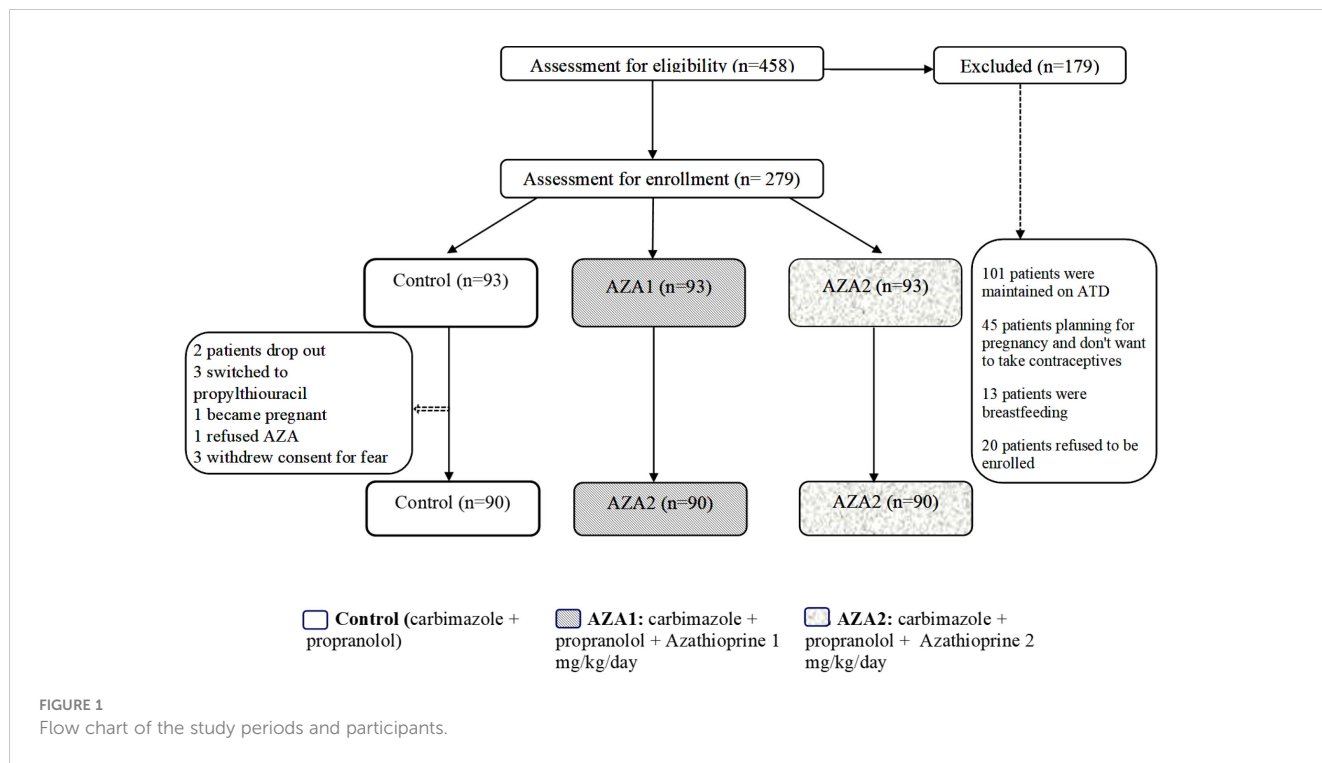 Assessment for eligibility (n=458)
Excluded (n=179)
Assessment for enrollment (n= 279)
Control (n=93)
AZA1 (n=93)
AZA2 (n=93)
101 patients were
maintained on ATD
45 patients planning for
pregnancy and don't want
to take contraceptives
13 patients were
breastfeeding
20 patients refused to be
enrolled
2 patients drop out
3 switched to
propylthiouracil
1 became pregnant
1 refused AZA
3 withdrew consent for fear
Control (n=90)
AZA2 (n=90)
AZA2 (n=90)
Control (carbimazole +
propranolol)
AZA1: carbimazole +
propranolol + Azathioprine 1
mg/kg/day
AZA2: carbimazole +
propranolol + Azathioprine 2
mg/kg/day
FIGURE 1
Flow chart of the study periods and participants.